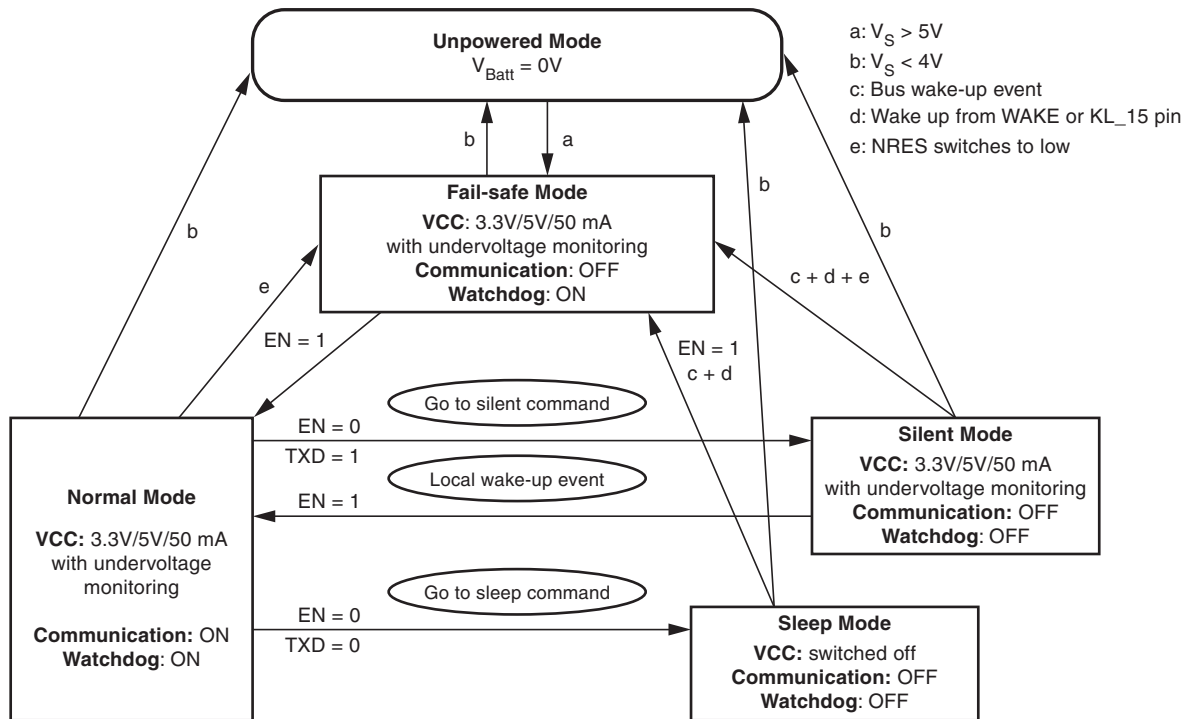 Unpowered Mode
V_Batt = 0V
a: V_S > 5V
b: V_S < 4V
c: Bus wake-up event
d: Wake up from WAKE or KL_15 pin
e: NRES switches to low
b
a
b
b
b
Fail-safe Mode
VCC: 3.3V/5V/50 mA
with undervoltage monitoring
Communication: OFF
Watchdog: ON
e
c + d + e
EN = 1
EN = 1
c + d
Go to silent command
EN = 0
TXD = 1
Local wake-up event
EN = 1
Go to sleep command
EN = 0
TXD = 0
Normal Mode
VCC: 3.3V/5V/50 mA
with undervoltage
monitoring
Communication: ON
Watchdog: ON
Silent Mode
VCC: 3.3V/5V/50 mA
with undervoltage monitoring
Communication: OFF
Watchdog: OFF
Sleep Mode
VCC: switched off
Communication: OFF
Watchdog: OFF